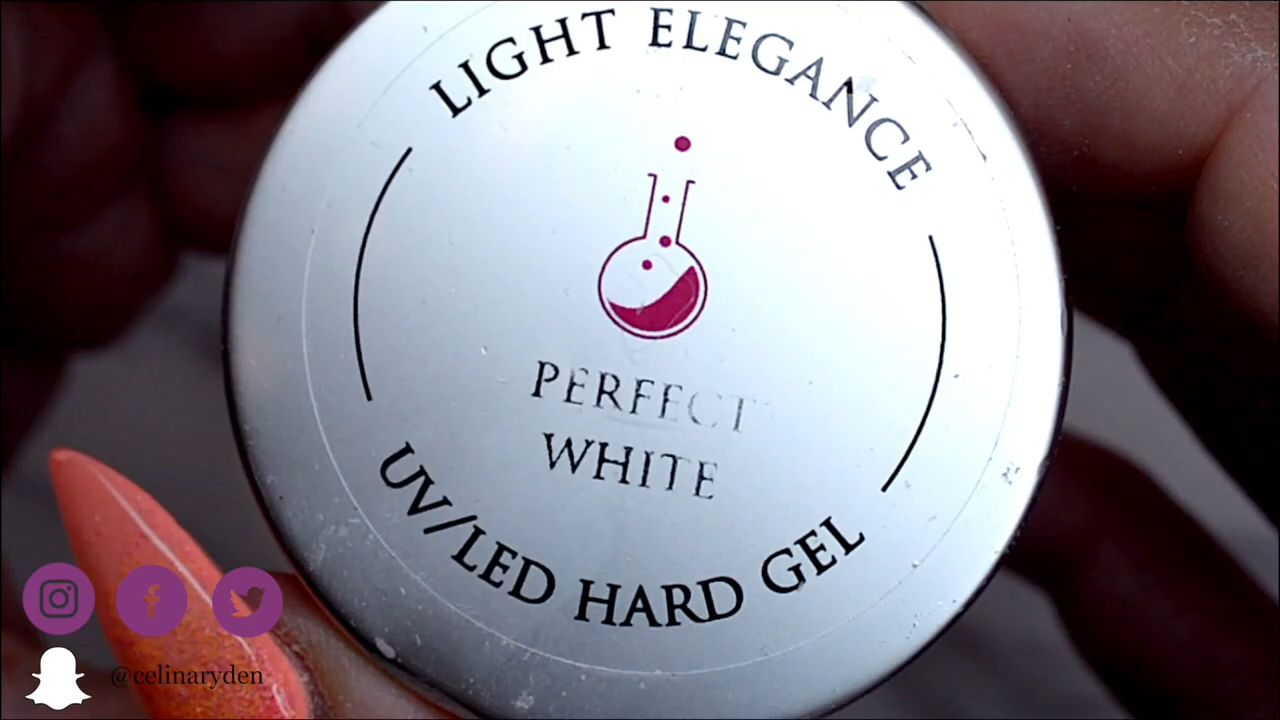 LIGHT ELEGANCE
PERFECT
WHITE
UV/LED HARD GEL
@celinaryden